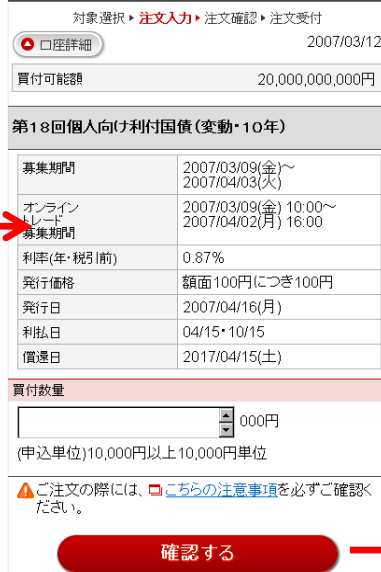 対象選択▶注文入力▶注文確認▶注文受付
口座詳細 2007/03/12
買付可能額 20,000,000,000円
第18回個人向け利付国債(変動・10年)
募集期間 2007/03/09(金)~
2007/04/03(火)
オンライン 2007/03/09(金) 10:00~
トレード 2007/04/02(月) 16:00
募集期間
利率(年・税引前) 0.87%
発行価格 額面100円につき100円
発行日 2007/04/16(月)
利払日 04/15・10/15
償還日 2017/04/15(土)
買付数量
000円
(申込単位)10,000円以上10,000円単位
ご注文の際には、こちらの注意事項を必ずご確認く
ださい。
確認する